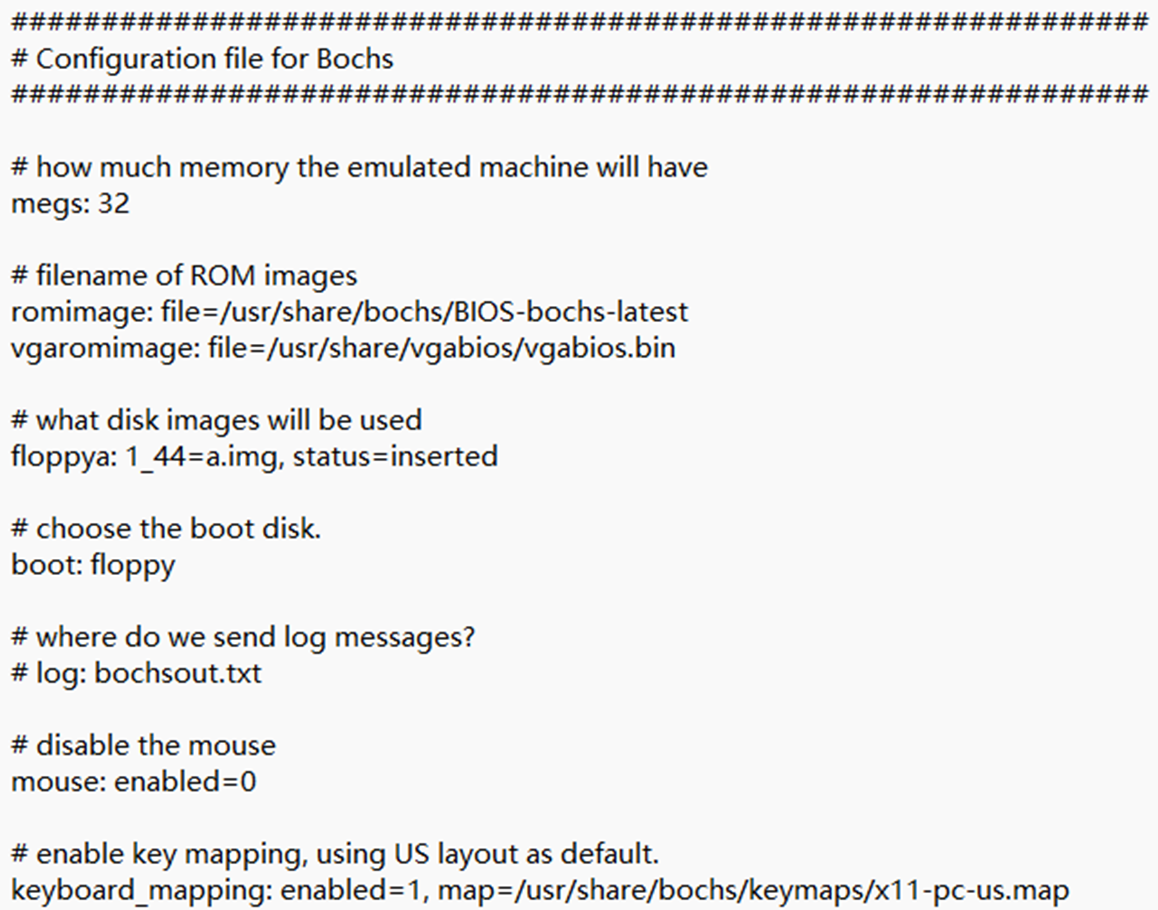 ###############################################################
# Configuration file for Bochs
###############################################################
# how much memory the emulated machine will have
megs: 32
# filename of ROM images
romimage: file=/usr/share/bochs/BIOS-bochs-latest
vgaromimage: file=/usr/share/vgabios/vgabios.bin
# what disk images will be used
floppya: 1_44=a.img, status=inserted
# choose the boot disk.
boot: floppy
# where do we send log messages?
# log: bochsout.txt
# disable the mouse
mouse: enabled=0
# enable key mapping, using US layout as default.
keyboard_mapping: enabled=1, map=/usr/share/bochs/keymaps/x11-pc-us.map